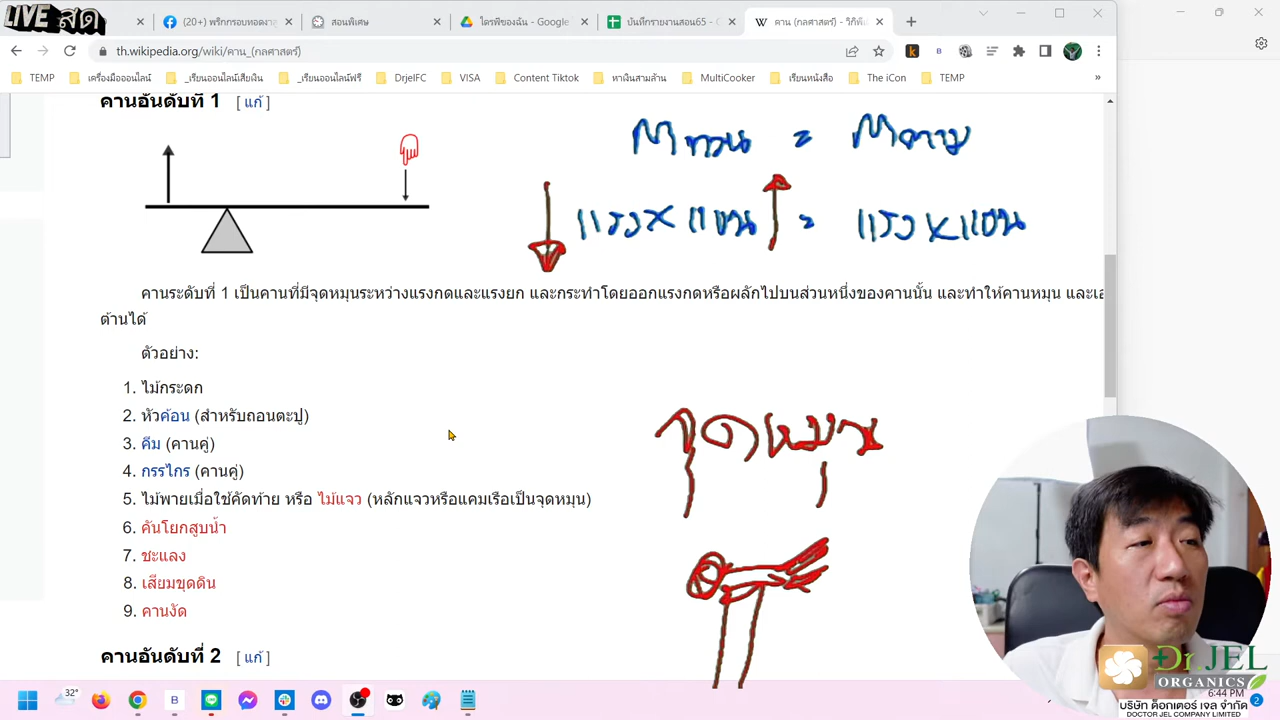 LIVE สด
(20+) พริกกรอบทอดงา
สอนพิเศษ
ไดรฟ์ของฉัน - Google
บันทึกรายงานสอน65 - G
คาน (กลศาสตร์) - วิกิพีเ
th.wikipedia.org/wiki/คาน_(กลศาสตร์)
TEMP
เครื่องมือออนไลน์
_เรียนออนไลน์เสียเงิน
_เรียนออนไลน์ฟรี
DrjelFC
VISA
Content Tiktok
ทาเงินสามล้าน
MultiCooker
เรียนหนังสือ
The iCon
TEMP
»
คานอันดับที่ 1 [ แก้ ]
Mทวน = Mตาม
แรง×แขน = แรง×แขน
คานระดับที่ 1 เป็นคานที่มีจุดหมุนระหว่างแรงกดและแรงยก และกระทำโดยออกแรงกดหรือผลักไปบนส่วนหนึ่งของคานนั้น และทำให้คานหมุน และเอ
ด้านได้
ตัวอย่าง:
1. ไม้กระดก
2. หัวค้อน (สำหรับถอนตะปู)
3. คีม (คานคู่)
4. กรรไกร (คานคู่)
5. ไม้พายเมื่อใช้คัดท้าย หรือ ไม้แจว (หลักแจวหรือแคมเรือเป็นจุดหมุน)
6. คันโยกสูบน้ำ
7. ชะแลง
8. เสียมขุดดิน
9. คานงัด
จุดหมุน
คานอันดับที่ 2 [ แก้ ]
Dr.JEL
ORGANICS
32°
6:44 PM
บริษัท ด็อกเตอร์ เจล จำกัด
DOCTOR JEL COMPANY LIMITED